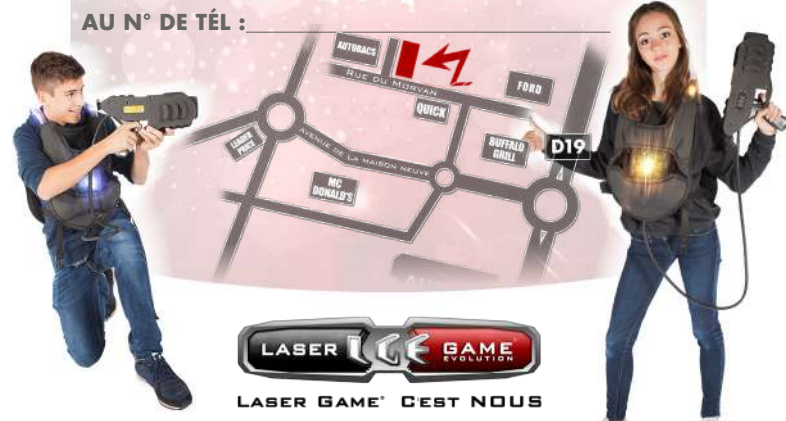 AU N° DE TÉL :
AUTOBACS
RUE DU MORVAN
FORD
QUICK
LEADER PRICE
AVENUE DE LA MAISON NEUVE
BUFFALO GRILL
D19
MC DONALD'S
LASER LGE GAME
EVOLUTION
LASER GAME® C'EST NOUS